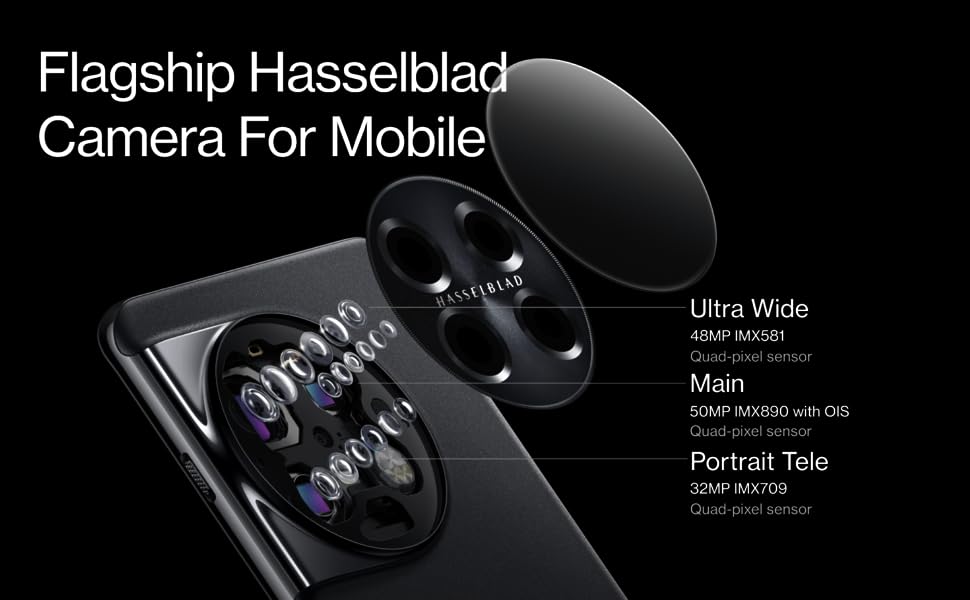 Flagship Hasselblad
Camera For Mobile
HASSELBLAD
Ultra Wide
48MP IMX581
Quad-pixel sensor
Main
50MP IMX890 with OIS
Quad-pixel sensor
Portrait Tele
32MP IMX709
Quad-pixel sensor